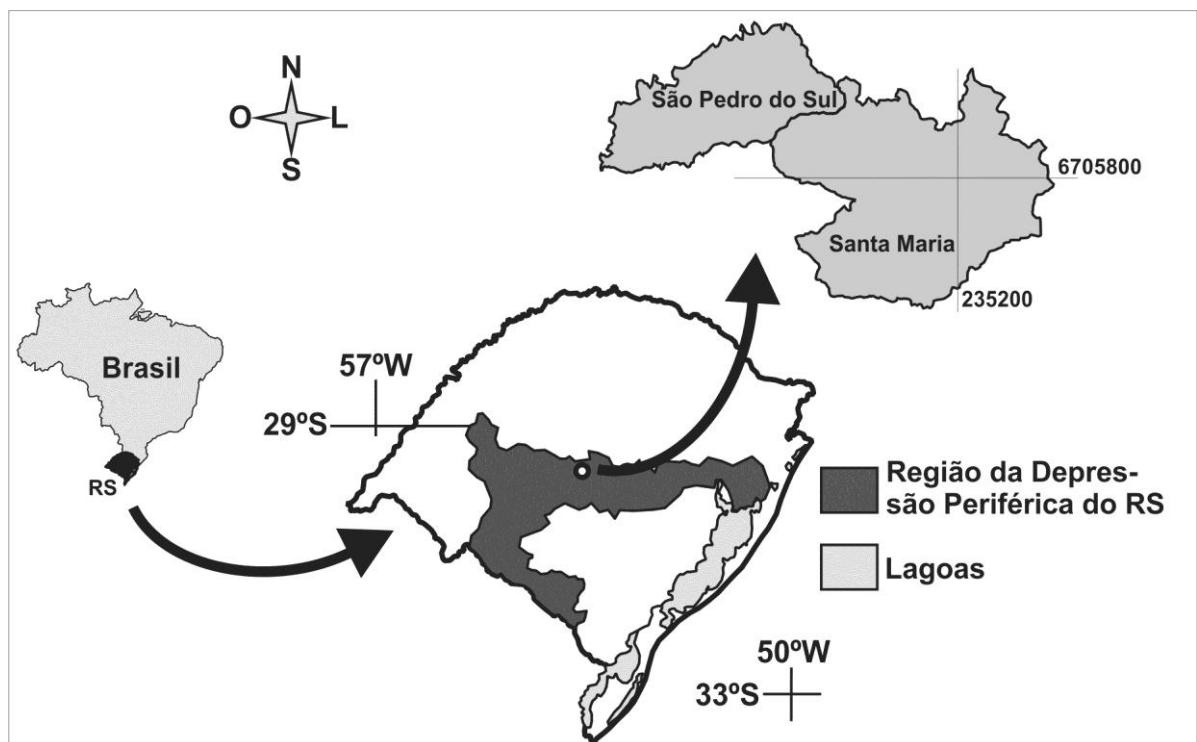 N
O
L
S
São Pedro do Sul
6705800
Santa Maria
235200
Brasil
RS
57ºW
29ºS
Região da Depres-
são Periférica do RS
Lagoas
50ºW
33ºS